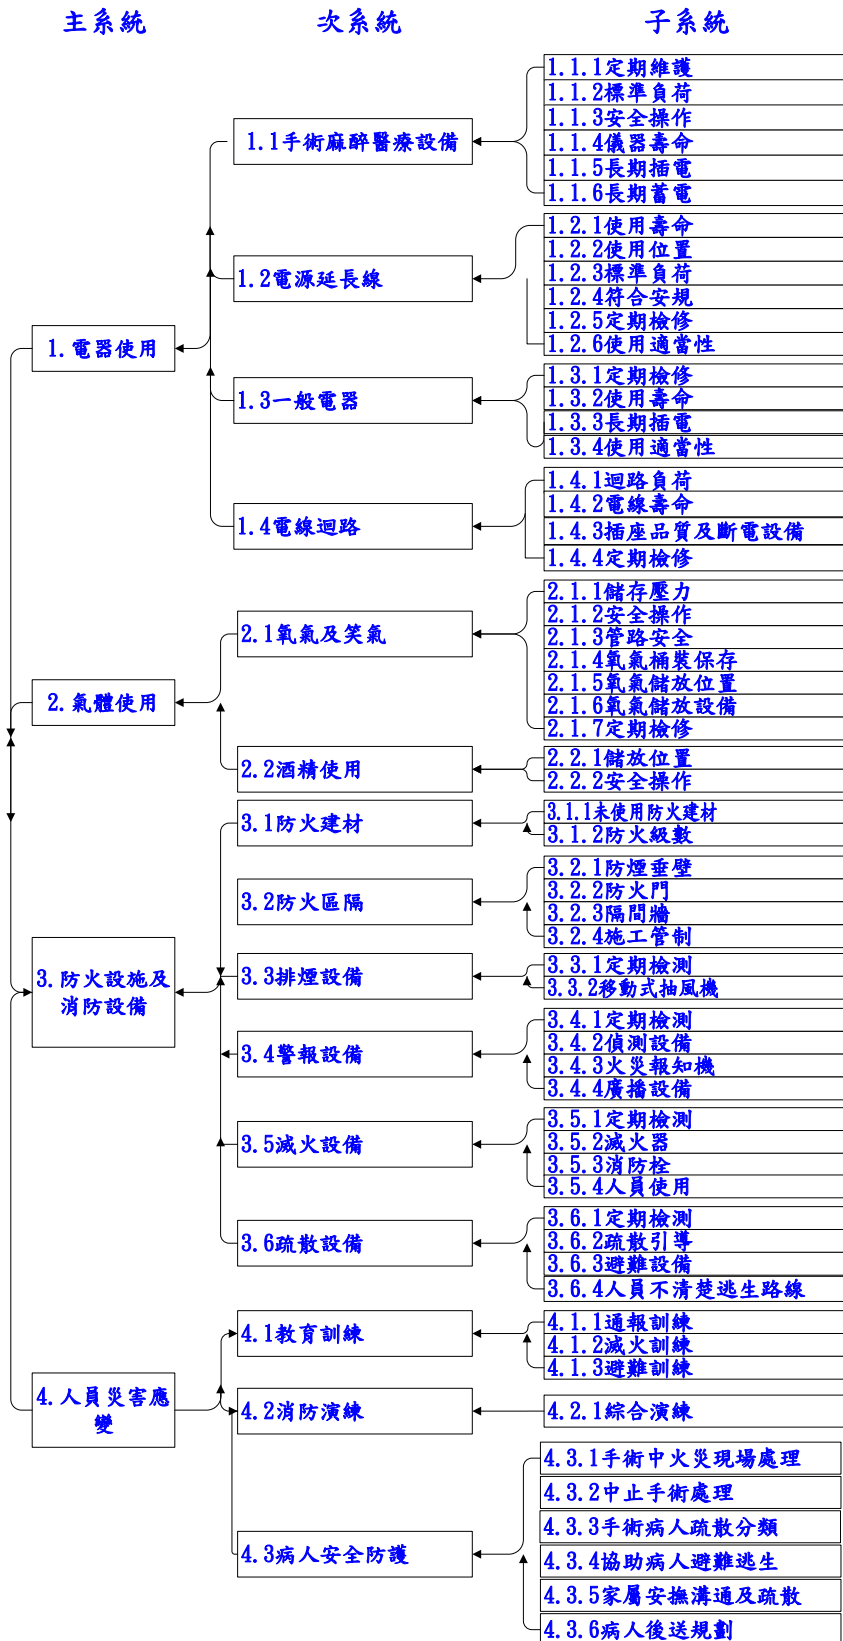 主系統
次系統
子系統
1.電器使用
1.1手術麻醉醫療設備
1.1.1定期維護
1.1.2標準負荷
1.1.3安全操作
1.1.4儀器壽命
1.1.5長期插電
1.1.6長期蓄電
1.2電源延長線
1.2.1使用壽命
1.2.2使用位置
1.2.3標準負荷
1.2.4符合安規
1.2.5定期檢修
1.2.6使用適當性
1.3一般電器
1.3.1定期檢修
1.3.2使用壽命
1.3.3長期插電
1.3.4使用適當性
1.4電線迴路
1.4.1迴路負荷
1.4.2電線壽命
1.4.3插座品質及斷電設備
1.4.4定期檢修
2.氣體使用
2.1氧氣及笑氣
2.1.1儲存壓力
2.1.2安全操作
2.1.3管路安全
2.1.4氧氣桶裝保存
2.1.5氧氣儲放位置
2.1.6氧氣儲放設備
2.1.7定期檢修
2.2酒精使用
2.2.1儲放位置
2.2.2安全操作
3.防火設施及
消防設備
3.1防火建材
3.1.1未使用防火建材
3.1.2防火級數
3.2防火區隔
3.2.1防煙垂壁
3.2.2防火門
3.2.3隔間牆
3.2.4施工管制
3.3排煙設備
3.3.1定期檢測
3.3.2移動式抽風機
3.4警報設備
3.4.1定期檢測
3.4.2偵測設備
3.4.3火災報知機
3.4.4廣播設備
3.5滅火設備
3.5.1定期檢測
3.5.2滅火器
3.5.3消防栓
3.5.4人員使用
3.6疏散設備
3.6.1定期檢測
3.6.2疏散引導
3.6.3避難設備
3.6.4人員不清楚逃生路線
4.人員災害應
變
4.1教育訓練
4.1.1通報訓練
4.1.2滅火訓練
4.1.3避難訓練
4.2消防演練
4.2.1綜合演練
4.3病人安全防護
4.3.1手術中火災現場處理
4.3.2中止手術處理
4.3.3手術病人疏散分類
4.3.4協助病人避難逃生
4.3.5家屬安撫溝通及疏散
4.3.6病人後送規劃